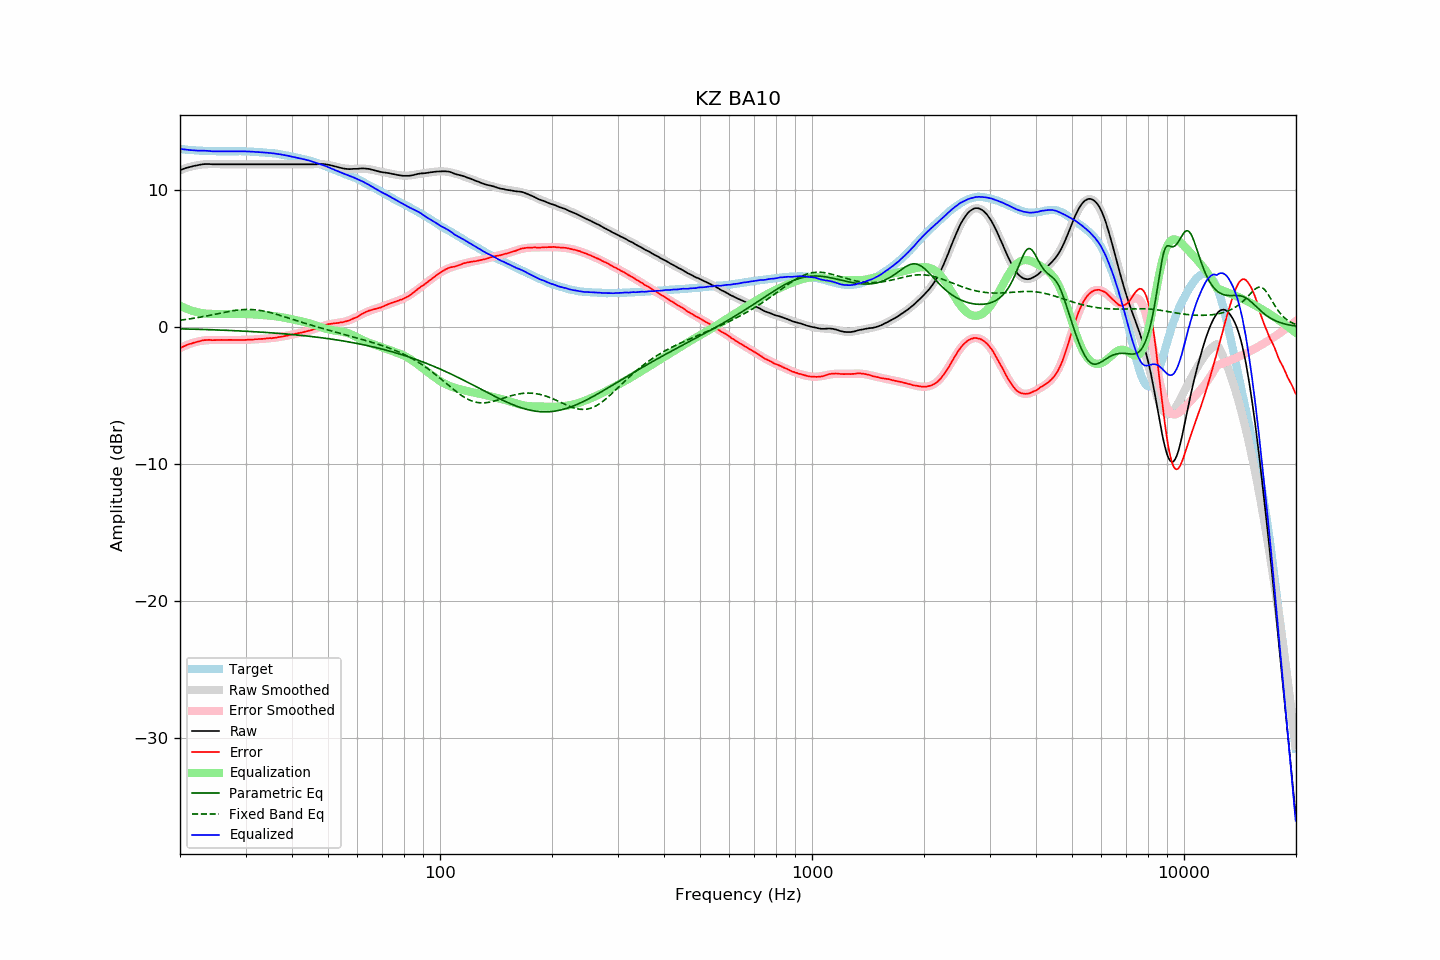 KZ BA10
Amplitude (dBr)
10
0
−10
−20
−30
100
1000
10000
Frequency (Hz)
Target
Raw Smoothed
Error Smoothed
Raw
Error
Equalization
Parametric Eq
Fixed Band Eq
Equalized